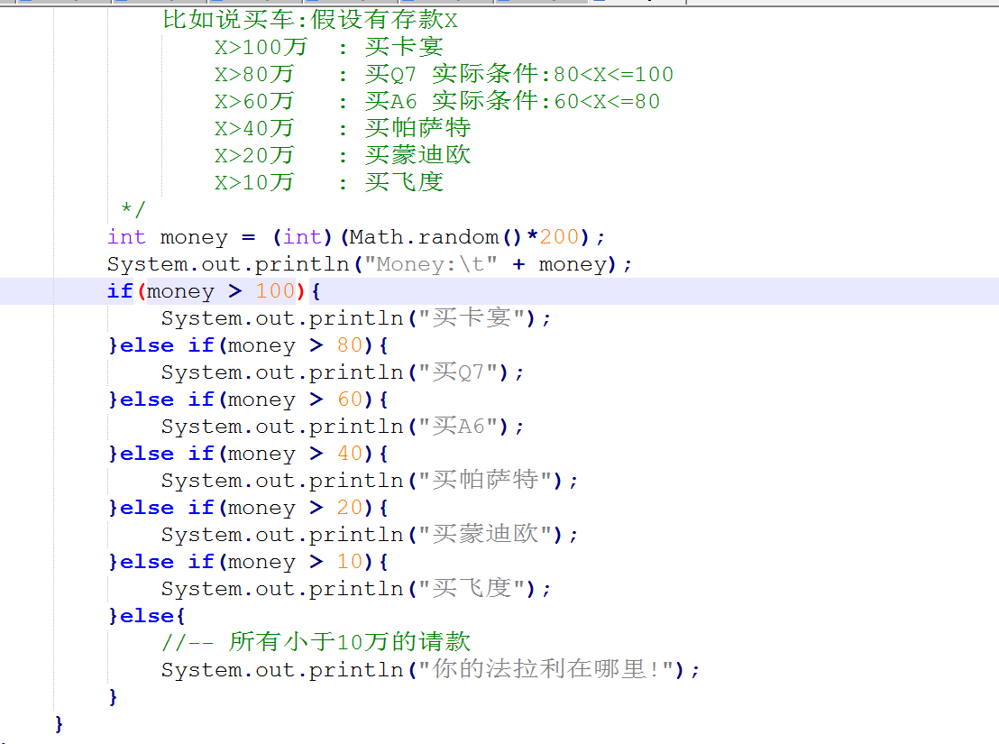 比如说买车:假设有存款X
X>100万  : 买卡宴
X>80万   : 买Q7 实际条件:80<X<=100
X>60万   : 买A6 实际条件:60<X<=80
X>40万   : 买帕萨特
X>20万   : 买蒙迪欧
X>10万   : 买飞度
*/
int money = (int)(Math.random()*200);
System.out.println("Money:\t" + money);
if(money > 100){
    System.out.println("买卡宴");
}else if(money > 80){
    System.out.println("买Q7");
}else if(money > 60){
    System.out.println("买A6");
}else if(money > 40){
    System.out.println("买帕萨特");
}else if(money > 20){
    System.out.println("买蒙迪欧");
}else if(money > 10){
    System.out.println("买飞度");
}else{
    //-- 所有小于10万的请款
    System.out.println("你的法拉利在哪里!");
}
}